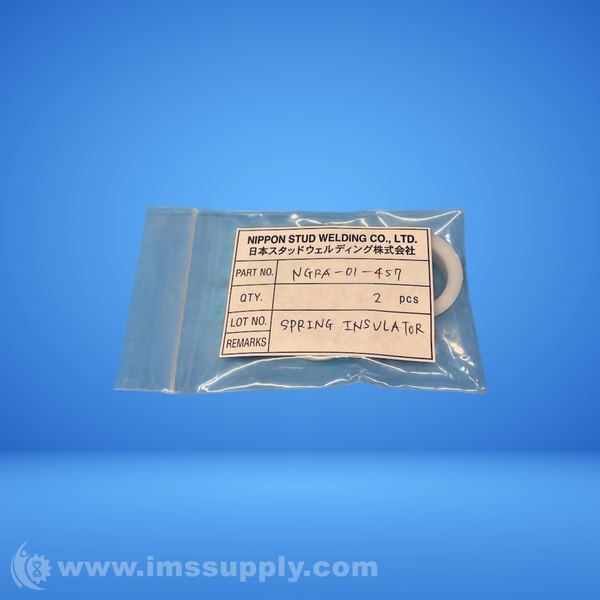 NIPPON STUD WELDING CO., LTD.
日本スタッドウェルディング株式会社
PART NO. NGRA-01-457
QTY. 2 pcs
LOT NO. SPRING INSULATOR
REMARKS
www.imssupply.com